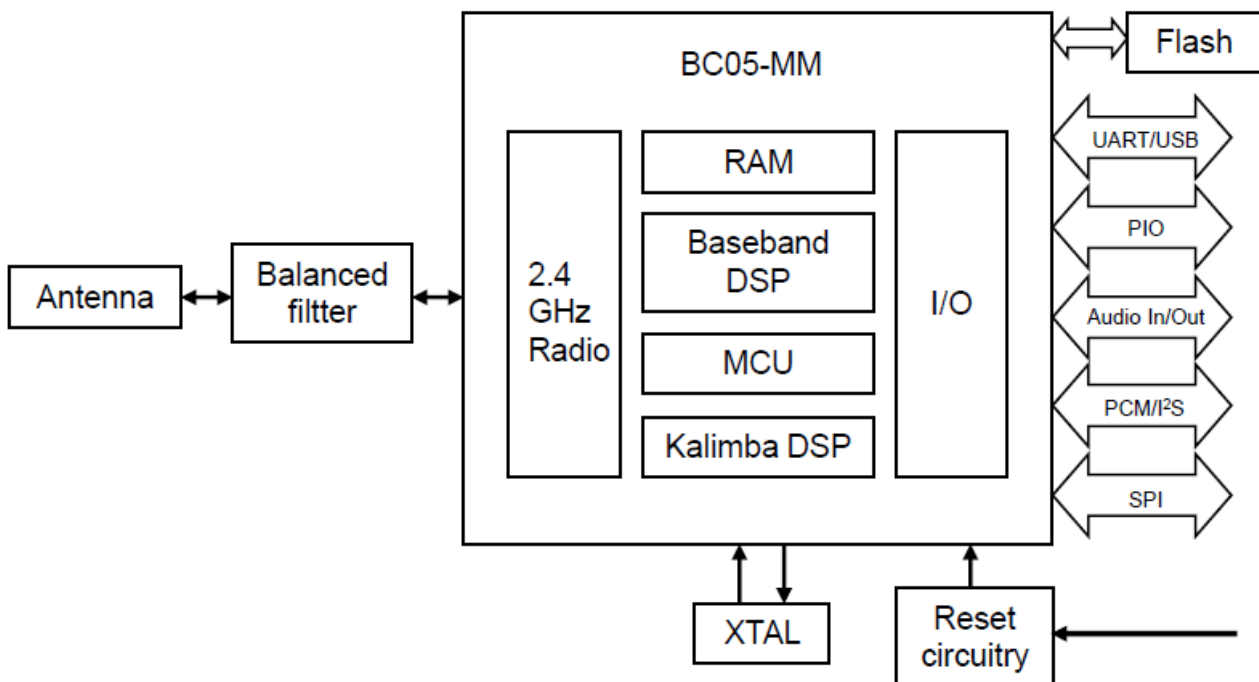 BC05-MM
Flash
RAM
UART/USB
Baseband
DSP
PIO
2.4
GHz
Radio
I/O
Antenna
Balanced
filtter
Audio In/Out
MCU
PCM/I²S
Kalimba DSP
SPI
XTAL
Reset
circuitry